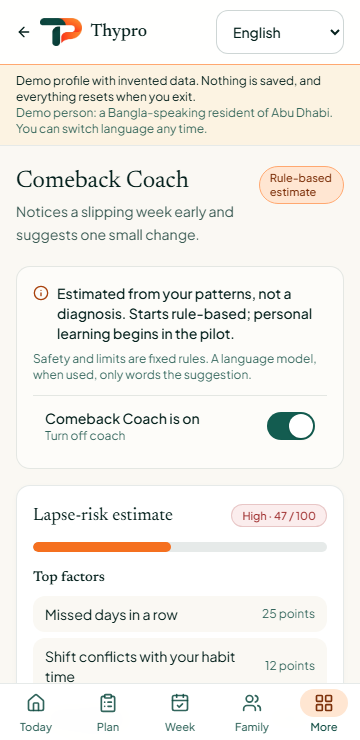 Thypro
English
Demo profile with invented data. Nothing is saved, and
everything resets when you exit.
Demo person: a Bangla-speaking resident of Abu Dhabi.
You can switch language any time.
Comeback Coach
Rule-based
estimate
Notices a slipping week early and
suggests one small change.
Estimated from your patterns, not a
diagnosis. Starts rule-based; personal
learning begins in the pilot.
Safety and limits are fixed rules. A language model,
when used, only words the suggestion.
Comeback Coach is on
Turn off coach
Lapse-risk estimate
High · 47 / 100
Top factors
Missed days in a row
25 points
Shift conflicts with your habit
time
12 points
Today
Plan
Week
Family
More